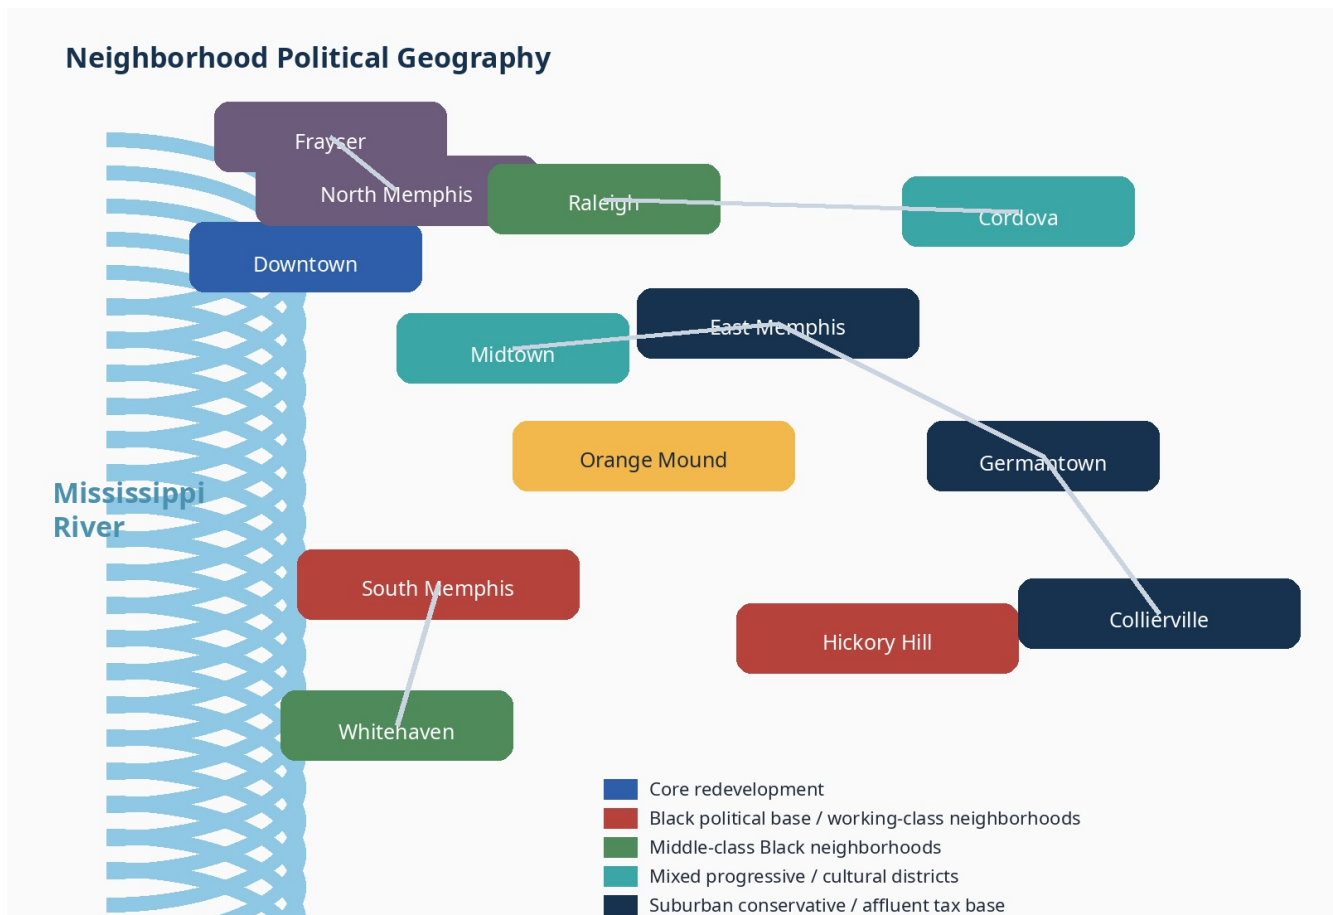 Neighborhood Political Geography
Frayser
North Memphis
Raleigh
Cordova
Downtown
East Memphis
Midtown
Orange Mound
Germantown
Mississippi
River
South Memphis
Collierville
Hickory Hill
Whitehaven
Core redevelopment
Black political base / working-class neighborhoods
Middle-class Black neighborhoods
Mixed progressive / cultural districts
Suburban conservative / affluent tax base